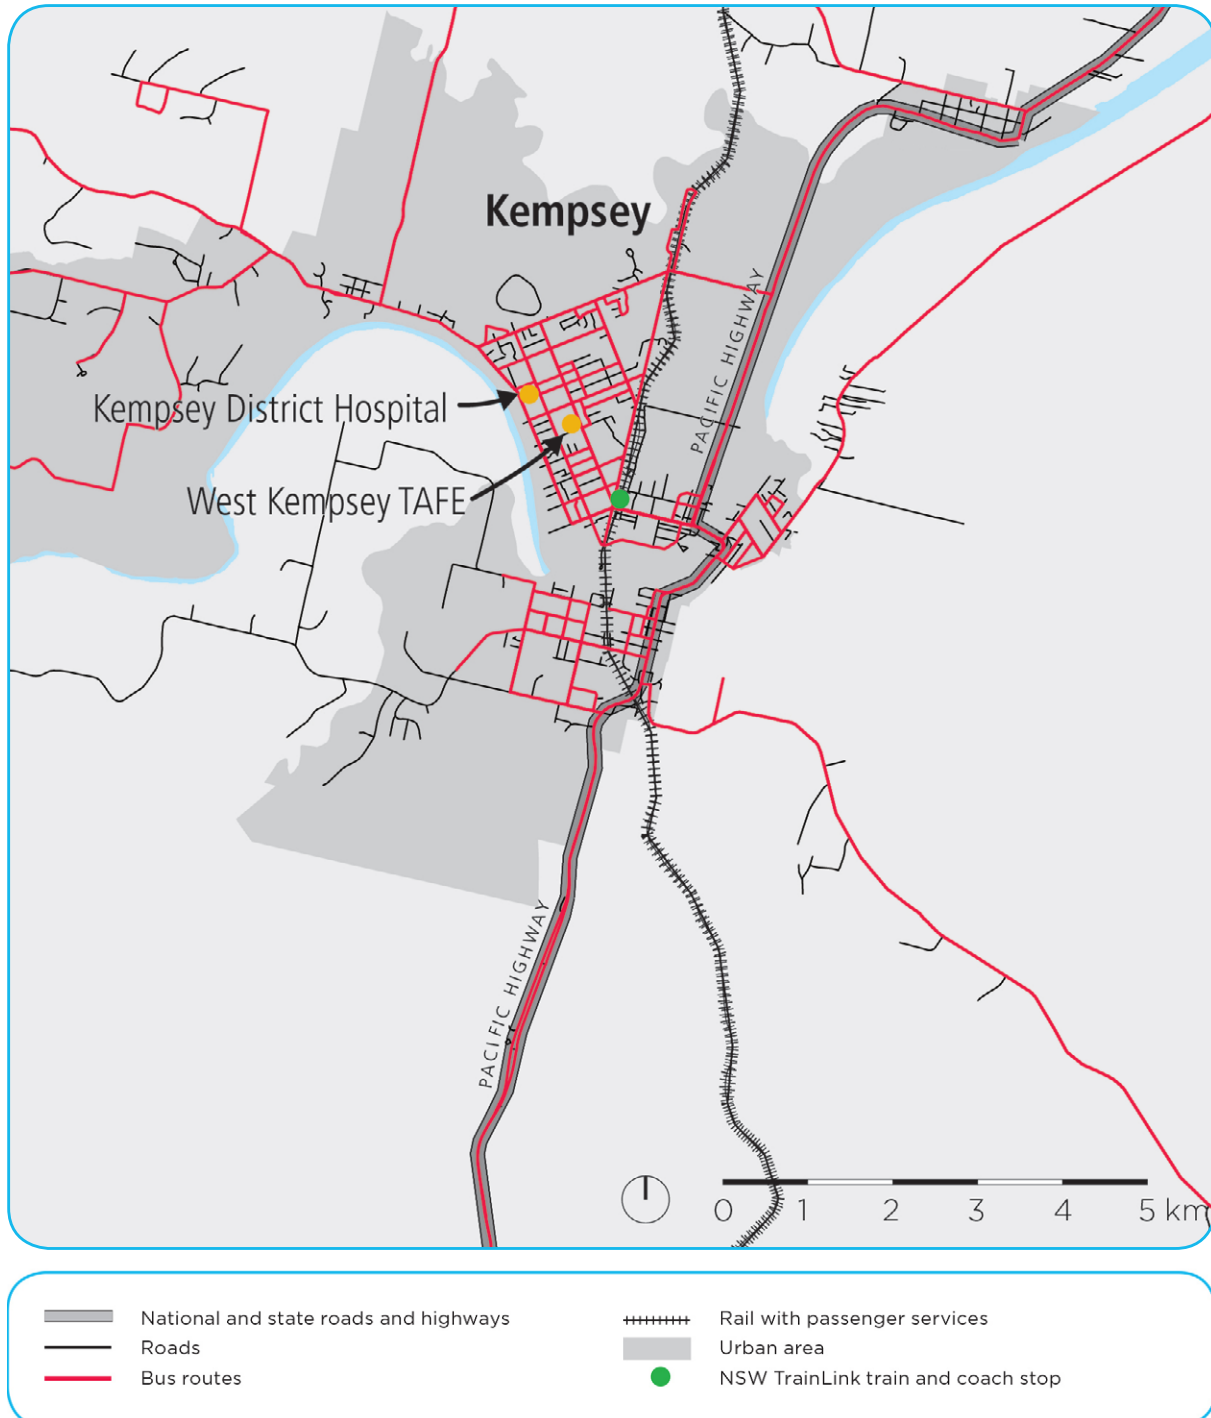 Kempsey
PACIFIC HIGHWAY
Kempsey District Hospital
West Kempsey TAFE
PACIFIC HIGHWAY
0 1 2 3 4 5 km
National and state roads and highways
Roads
Bus routes
Rail with passenger services
Urban area
NSW TrainLink train and coach stop